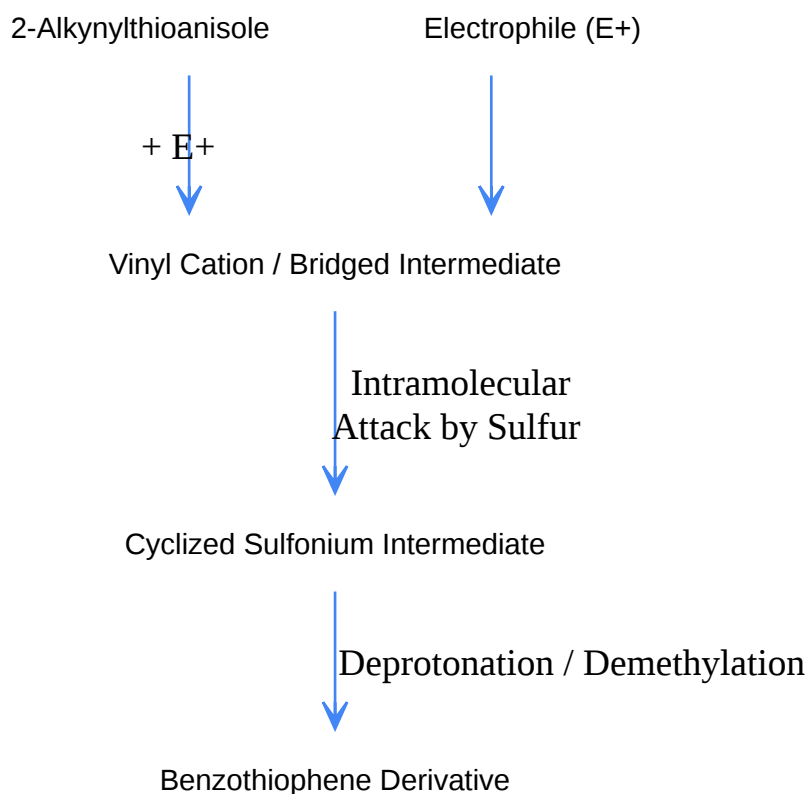 2-Alkynylthioanisole
Electrophile (E+)
+ E+
Vinyl Cation / Bridged Intermediate
Intramolecular
Attack by Sulfur
Cyclized Sulfonium Intermediate
Deprotonation / Demethylation
Benzothiophene Derivative